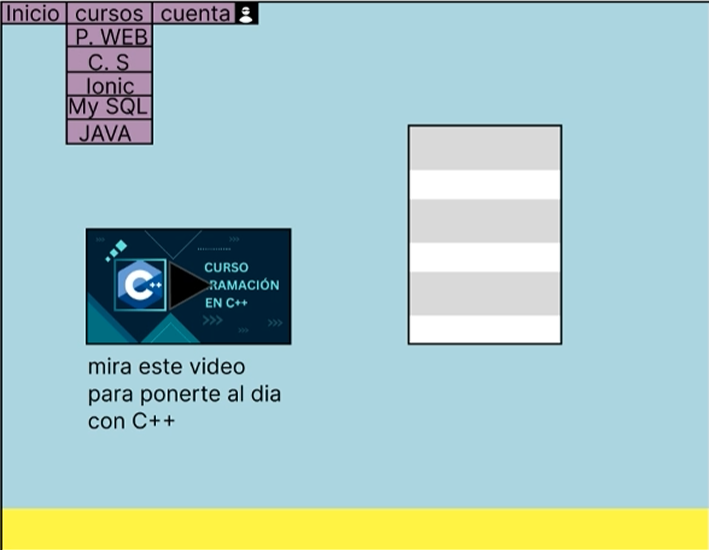 Inicio cursos cuenta
P. WEB
C. S
Ionic
My SQL
JAVA
C++
CURSO
RAMACIÓN
EN C++
mira este video
para ponerte al dia
con C++